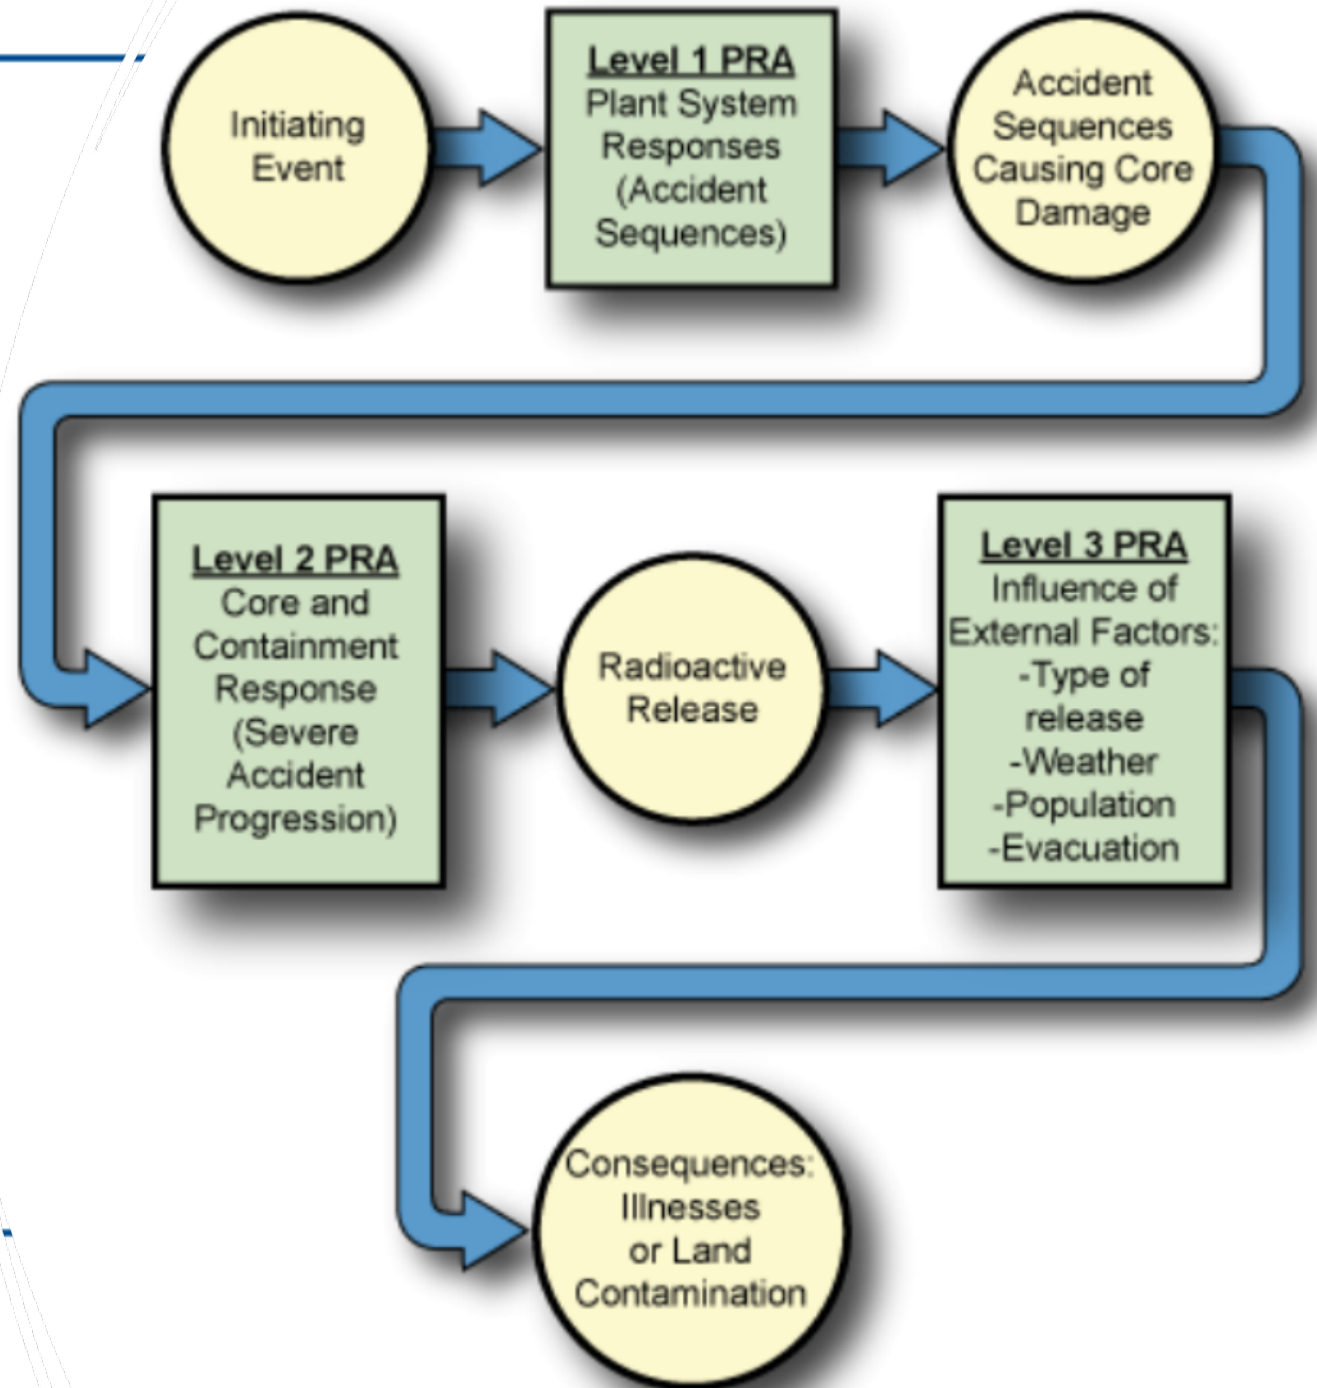 Initiating
Event
Level 1 PRA
Plant System
Responses
(Accident
Sequences)
Accident
Sequences
Causing Core
Damage
Level 2 PRA
Core and
Containment
Response
(Severe
Accident
Progression)
Radioactive
Release
Level 3 PRA
Influence of
External Factors:
-Type of
release
-Weather
-Population
-Evacuation
Consequences:
Illnesses
or Land
Contamination